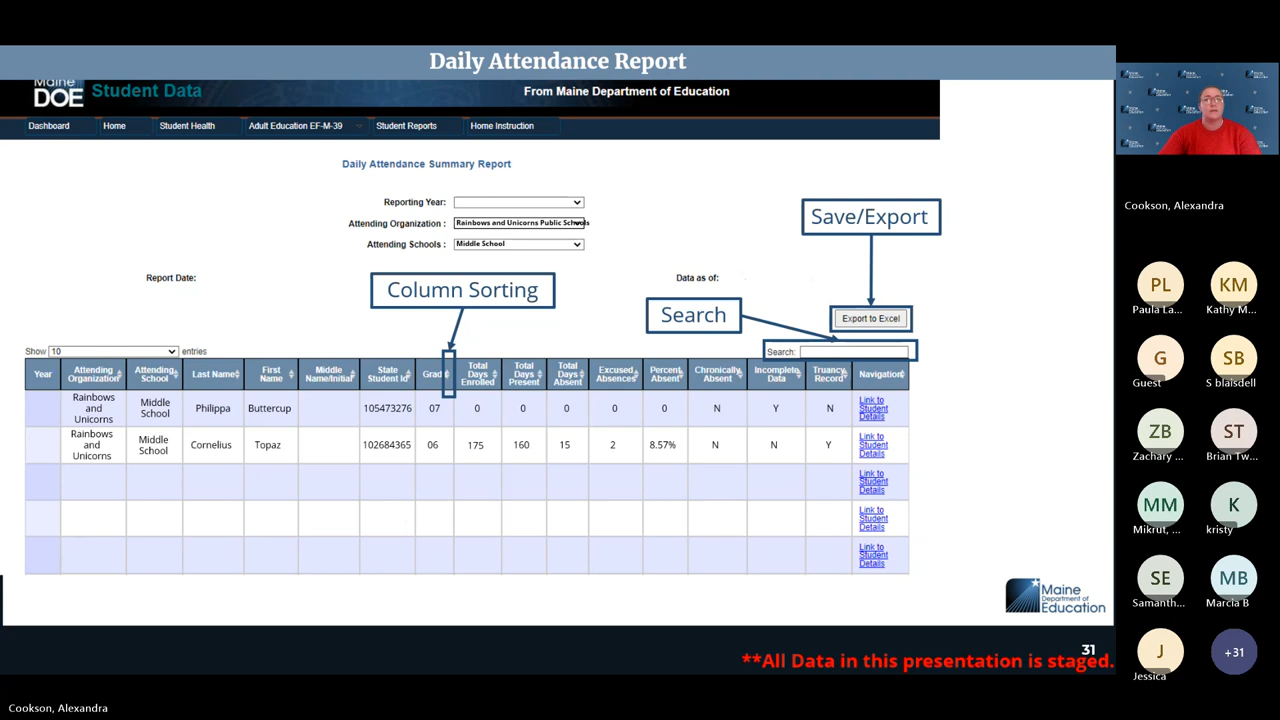 Daily Attendance Report
Maine
DOE Student Data
From Maine Department of Education
Dashboard Home Student Health Adult Education EF-M-39 Student Reports Home Instruction
Daily Attendance Summary Report
Reporting Year:
Attending Organization : Rainbows and Unicorns Public Schools
Attending Schools : Middle School
Save/Export
Report Date:
Data as of:
Column Sorting
Search
Export to Excel
Show 10 entries
Search:
Year Attending Organization Attending School Last Name First Name Middle Name/Initial State Student Id Grade Total Days Enrolled Total Days Present Total Days Absent Excused Absences Percent Absent Chronically Absent Incomplete Data Truancy Record Navigation
Rainbows and Unicorns Middle School Philippa Buttercup 105473276 07 0 0 0 0 0 N Y N Link to Student Details
Rainbows and Unicorns Middle School Cornelius Topaz 102684365 06 175 160 15 2 8.57% N N Y Link to Student Details
Link to Student Details
Link to Student Details
Link to Student Details
Maine
Department of
Education
31
**All Data in this presentation is staged.
Cookson, Alexandra
Cookson, Alexandra
PL KM
Paula La... Kathy M...
G SB
Guest S blaisdell
ZB ST
Zachary ... Brian Tw...
MM K
Mikrut, ... kristy
SE MB
Samanth... Marcia B
J +31
Jessica